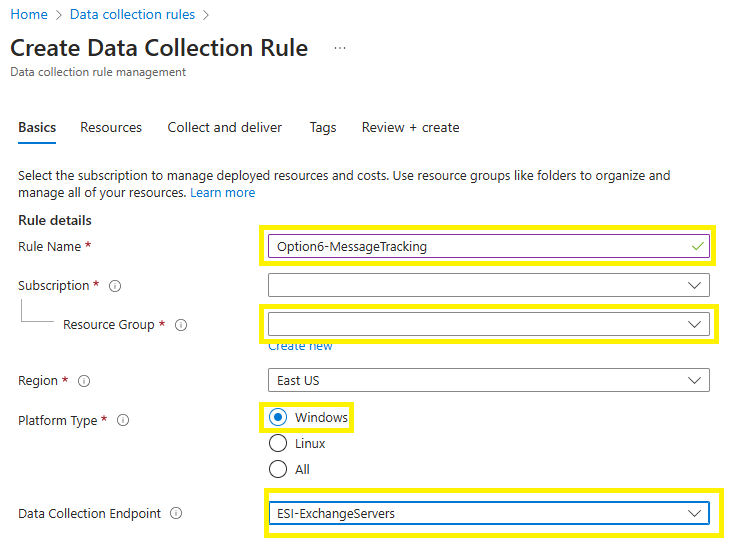 Home > Data collection rules >
Create Data Collection Rule ...
Data collection rule management
Basics Resources Collect and deliver Tags Review + create
Select the subscription to manage deployed resources and costs. Use resource groups like folders to organize and
manage all of your resources. Learn more
Rule details
Rule Name * Option6-MessageTracking
Subscription *
Resource Group *
Create new
Region * East US
Platform Type * Windows
Linux
All
Data Collection Endpoint ESI-ExchangeServers